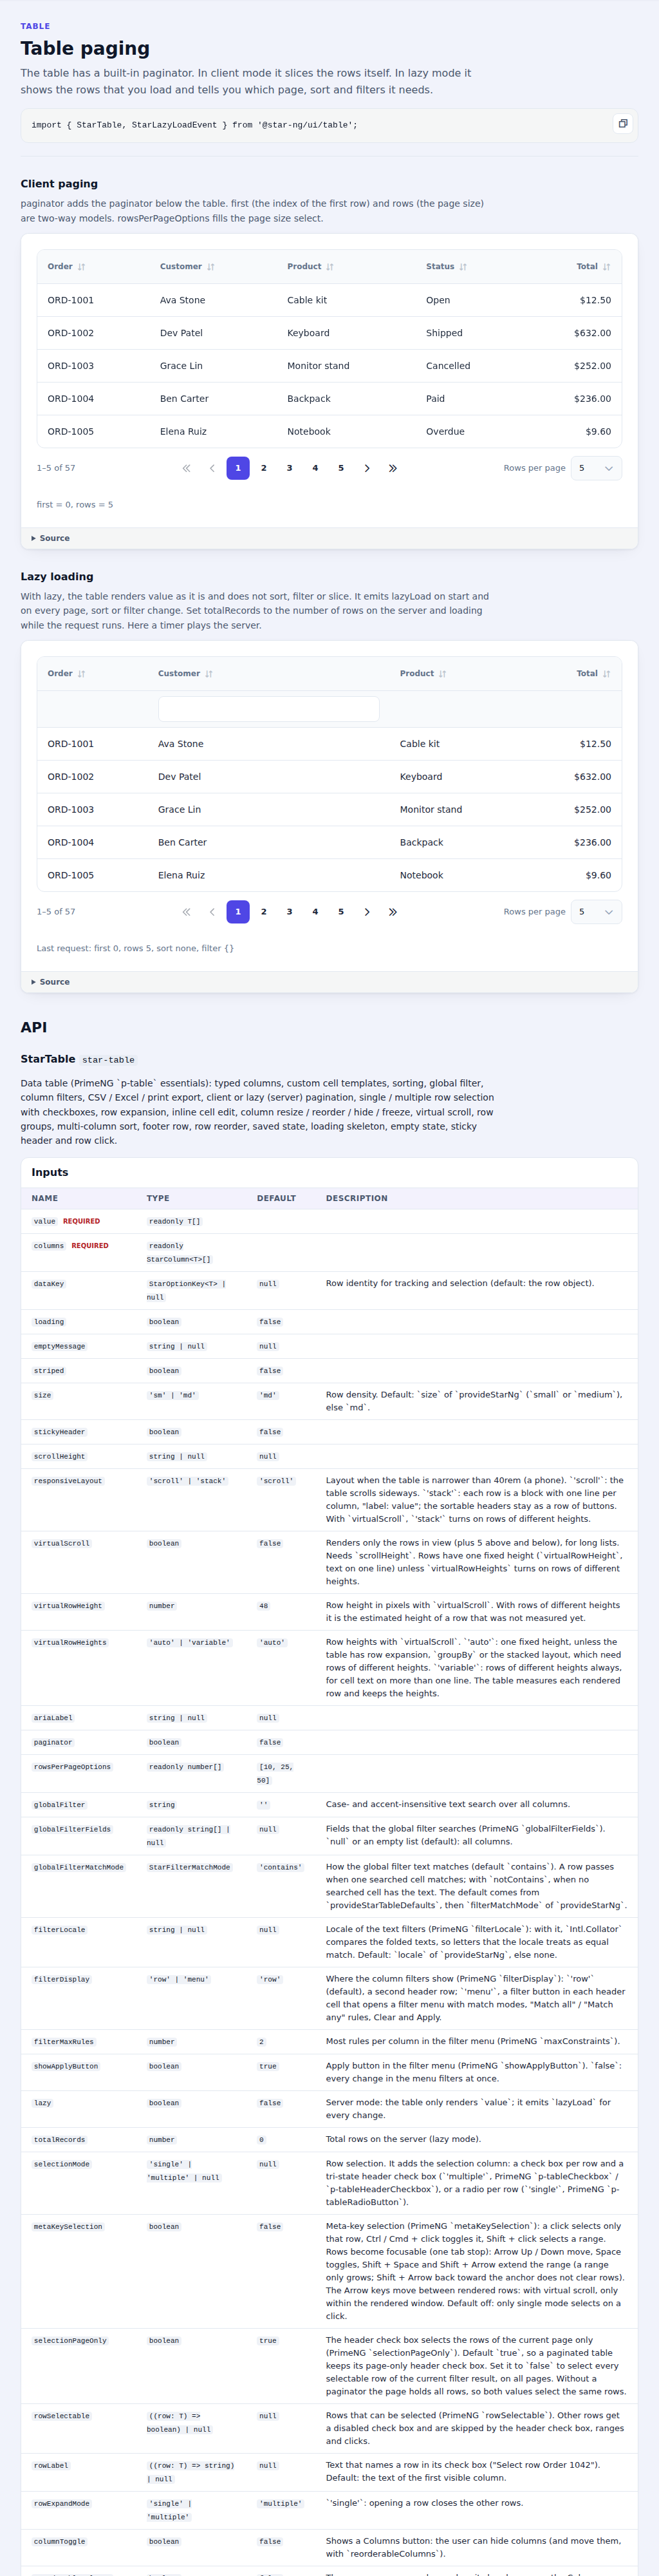 TABLE
Table paging
The table has a built-in paginator. In client mode it slices the rows itself. In lazy mode it
shows the rows that you load and tells you which page, sort and filters it needs.
import { StarTable, StarLazyLoadEvent } from '@star-ng/ui/table';
Client paging
paginator adds the paginator below the table. first (the index of the first row) and rows (the page size)
are two-way models. rowsPerPageOptions fills the page size select.
Order Customer Product Status Total
ORD-1001 Ava Stone Cable kit Open $12.50
ORD-1002 Dev Patel Keyboard Shipped $632.00
ORD-1003 Grace Lin Monitor stand Cancelled $252.00
ORD-1004 Ben Carter Backpack Paid $236.00
ORD-1005 Elena Ruiz Notebook Overdue $9.60
1–5 of 57 1 2 3 4 5 Rows per page 5
first = 0, rows = 5
Source
Lazy loading
With lazy, the table renders value as it is and does not sort, filter or slice. It emits lazyLoad on start and
on every page, sort or filter change. Set totalRecords to the number of rows on the server and loading
while the request runs. Here a timer plays the server.
Order Customer Product Total
ORD-1001 Ava Stone Cable kit $12.50
ORD-1002 Dev Patel Keyboard $632.00
ORD-1003 Grace Lin Monitor stand $252.00
ORD-1004 Ben Carter Backpack $236.00
ORD-1005 Elena Ruiz Notebook $9.60
1–5 of 57 1 2 3 4 5 Rows per page 5
Last request: first 0, rows 5, sort none, filter {}
Source
API
StarTable star-table
Data table (PrimeNG `p-table` essentials): typed columns, custom cell templates, sorting, global filter,
column filters, CSV / Excel / print export, client or lazy (server) pagination, single / multiple row selection
with checkboxes, row expansion, inline cell edit, column resize / reorder / hide / freeze, virtual scroll, row
groups, multi-column sort, footer row, row reorder, saved state, loading skeleton, empty state, sticky
header and row click.
Inputs
NAME TYPE DEFAULT DESCRIPTION
value REQUIRED readonly T[]
columns REQUIRED readonly
StarColumn<T>[]
dataKey StarOptionKey<T> | null Row identity for tracking and selection (default: the row object).
null
loading boolean false
emptyMessage string | null null
striped boolean false
size 'sm' | 'md' 'md' Row density. Default: `size` of `provideStarNg` (`small` or `medium`),
else `md`.
stickyHeader boolean false
scrollHeight string | null null
responsiveLayout 'scroll' | 'stack' 'scroll' Layout when the table is narrower than 40rem (a phone). `'scroll'`: the
table scrolls sideways. `'stack'`: each row is a block with one line per
column, "label: value"; the sortable headers stay as a row of buttons.
With `virtualScroll`, `'stack'` turns on rows of different heights.
virtualScroll boolean false Renders only the rows in view (plus 5 above and below), for long lists.
Needs `scrollHeight`. Rows have one fixed height (`virtualRowHeight`,
text on one line) unless `virtualRowHeights` turns on rows of different
heights.
virtualRowHeight number 48 Row height in pixels with `virtualScroll`. With rows of different heights
it is the estimated height of a row that was not measured yet.
virtualRowHeights 'auto' | 'variable' 'auto' Row heights with `virtualScroll`. `'auto'`: one fixed height, unless the
table has row expansion, `groupBy` or the stacked layout, which need
rows of different heights. `'variable'`: rows of different heights always,
for cell text on more than one line. The table measures each rendered
row and keeps the heights.
ariaLabel string | null null
paginator boolean false
rowsPerPageOptions readonly number[] [10, 25,
50]
globalFilter string '' Case- and accent-insensitive text search over all columns.
globalFilterFields readonly string[] | null Fields that the global filter searches (PrimeNG `globalFilterFields`).
null `null` or an empty list (default): all columns.
globalFilterMatchMode StarFilterMatchMode 'contains' How the global filter text matches (default `contains`). A row passes
when one searched cell matches; with `notContains`, when no
searched cell has the text. The default comes from
`provideStarTableDefaults`, then `filterMatchMode` of `provideStarNg`.
filterLocale string | null null Locale of the text filters (PrimeNG `filterLocale`): with it, `Intl.Collator`
compares the folded texts, so letters that the locale treats as equal
match. Default: `locale` of `provideStarNg`, else none.
filterDisplay 'row' | 'menu' 'row' Where the column filters show (PrimeNG `filterDisplay`): `'row'`
(default), a second header row; `'menu'`, a filter button in each header
cell that opens a filter menu with match modes, "Match all" / "Match
any" rules, Clear and Apply.
filterMaxRules number 2 Most rules per column in the filter menu (PrimeNG `maxConstraints`).
showApplyButton boolean true Apply button in the filter menu (PrimeNG `showApplyButton`). `false`:
every change in the menu filters at once.
lazy boolean false Server mode: the table only renders `value`; it emits `lazyLoad` for
every change.
totalRecords number 0 Total rows on the server (lazy mode).
selectionMode 'single' | null Row selection. It adds the selection column: a check box per row and a
'multiple' | null tri-state header check box (`'multiple'`, PrimeNG `p-tableCheckbox` /
`p-tableHeaderCheckbox`), or a radio per row (`'single'`, PrimeNG `p-
tableRadioButton`).
metaKeySelection boolean false Meta-key selection (PrimeNG `metaKeySelection`): a click selects only
that row, Ctrl / Cmd + click toggles it, Shift + click selects a range.
Rows become focusable (one tab stop): Arrow Up / Down move, Space
toggles, Shift + Space and Shift + Arrow extend the range (a range
only grows; Shift + Arrow back toward the anchor does not clear rows).
The Arrow keys move between rendered rows: with virtual scroll, only
within the rendered window. Default off: only single mode selects on a
click.
selectionPageOnly boolean true The header check box selects the rows of the current page only
(PrimeNG `selectionPageOnly`). Default `true`, so a paginated table
keeps its page-only header check box. Set it to `false` to select every
selectable row of the current filter result, on all pages. Without a
paginator the page holds all rows, so both values select the same rows.
rowSelectable ((row: T) => null Rows that can be selected (PrimeNG `rowSelectable`). Other rows get
boolean) | null a disabled check box and are skipped by the header check box, ranges
and clicks.
rowLabel ((row: T) => string) null Text that names a row in its check box ("Select row Order 1042").
| null Default: the text of the first visible column.
rowExpandMode 'single' | 'multiple' `'single'`: opening a row closes the other rows.
'multiple'
columnToggle boolean false Shows a Columns button: the user can hide columns (and move them,
with `reorderableColumns`).